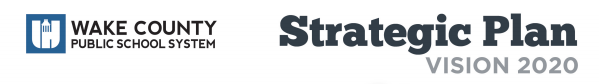 WAKE COUNTY
PUBLIC SCHOOL SYSTEM
Strategic Plan
VISION 2020